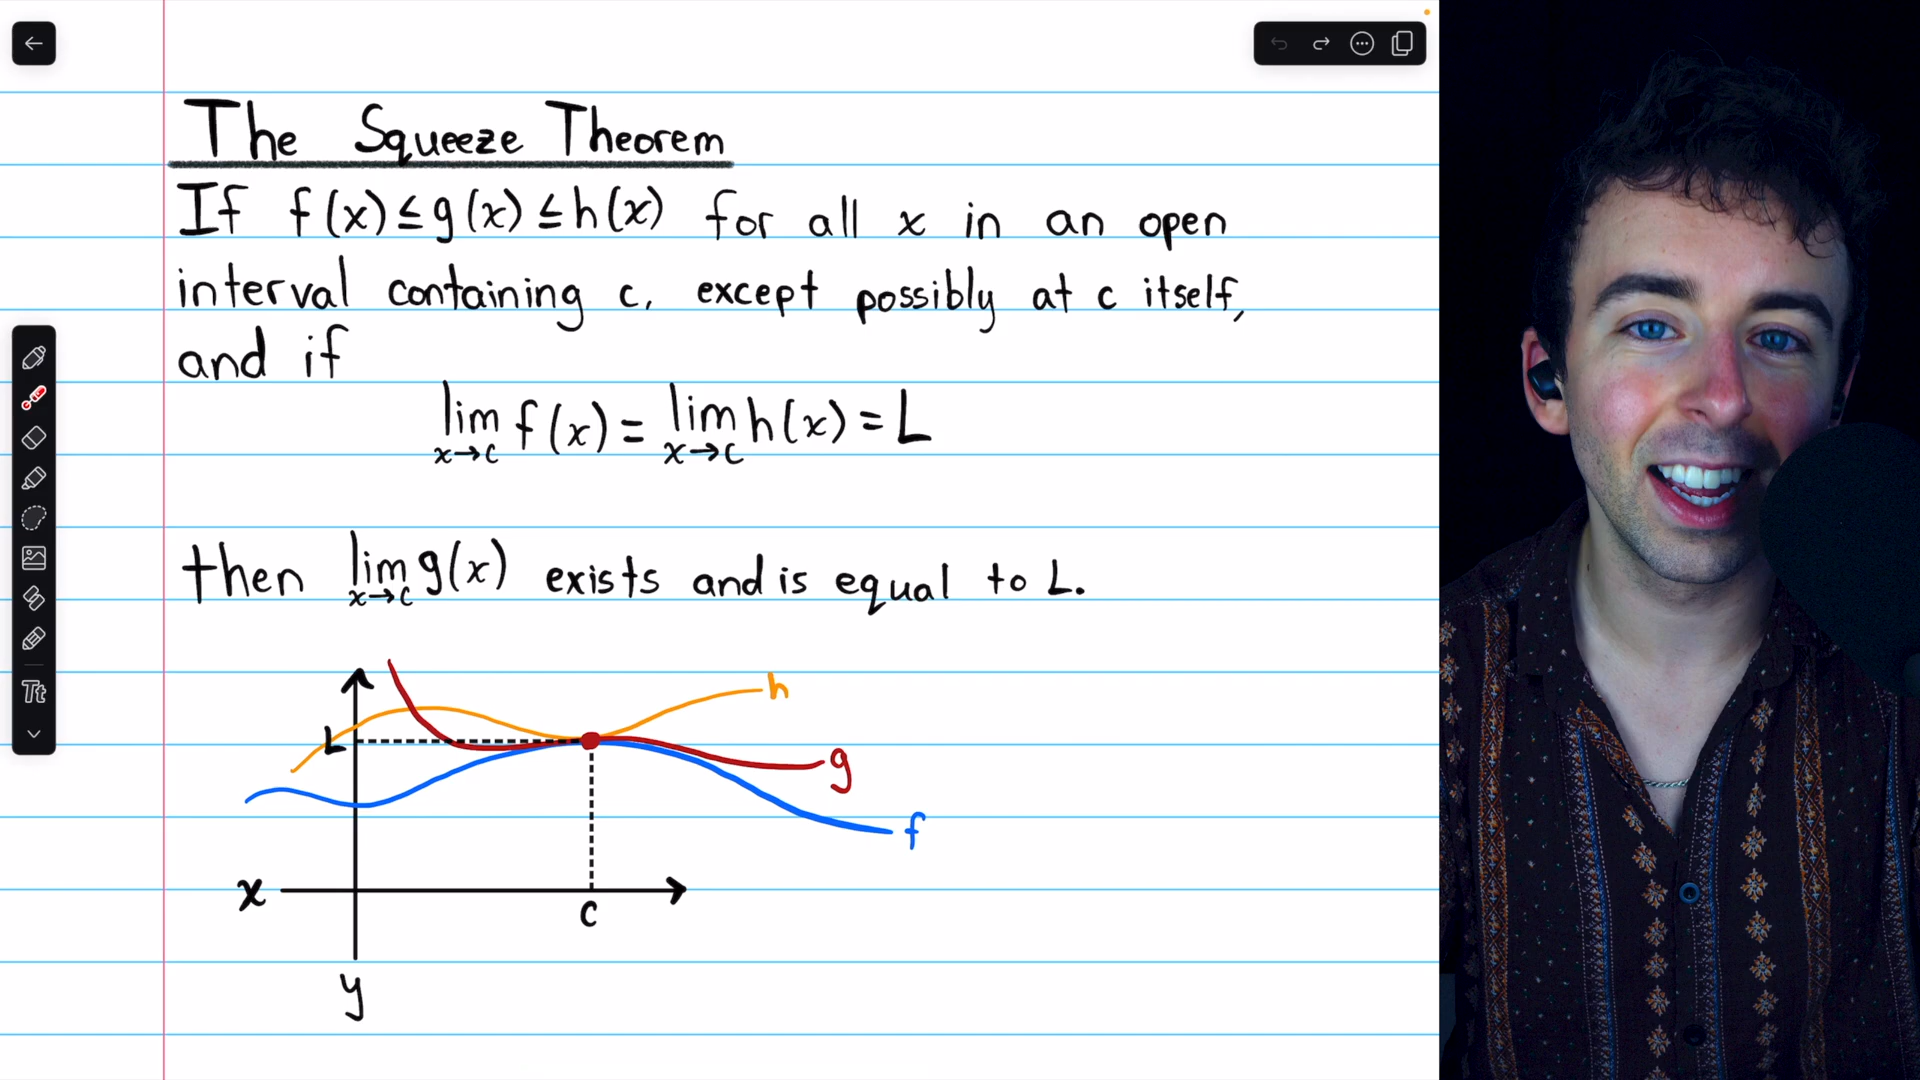 The Squeeze Theorem
If f(x)≤g(x)≤h(x) for all x in an open
interval containing c, except possibly at c itself,
and if
lim x→c f(x) = lim x→c h(x) = L
then lim x→c g(x) exists and is equal to L.
h
L
g
f
x
c
y
Tt